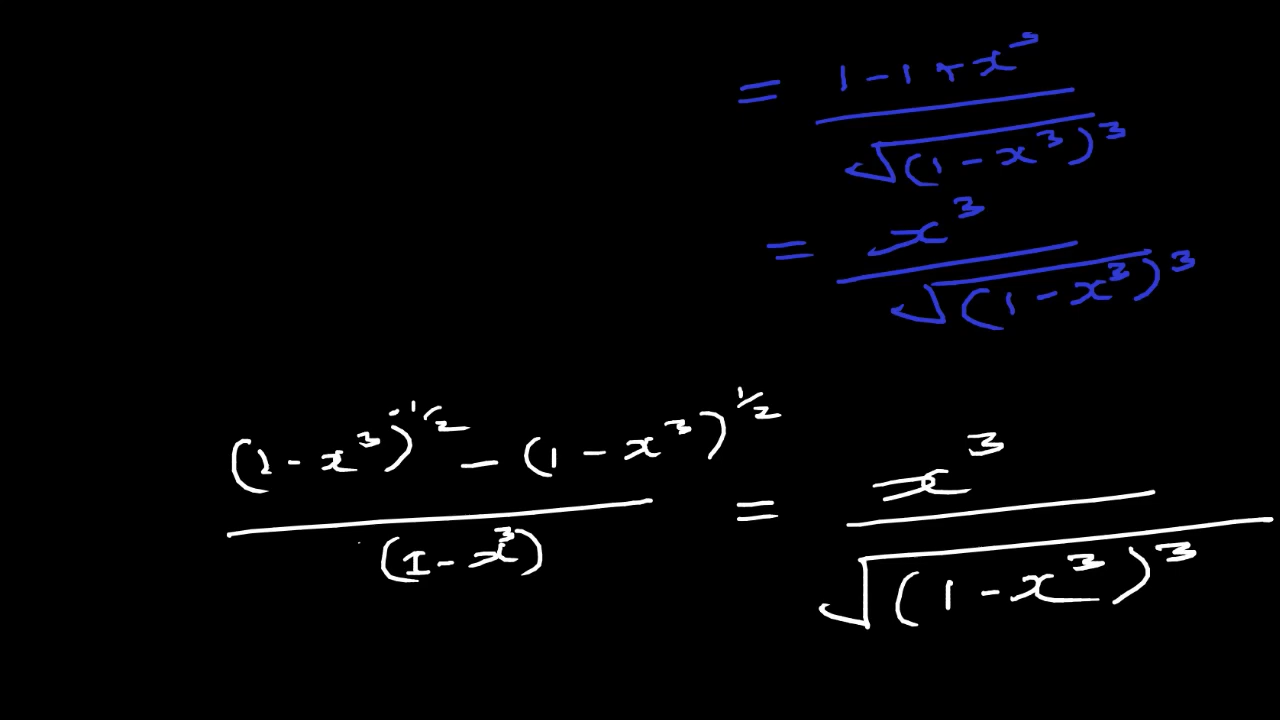 = (1 - 1 + x³) / √(1 - x³)³
= x³ / √(1 - x³)³
((1 - x³)^(-1/2) - (1 - x³)^(1/2)) / (1 - x³) = x³ / √(1 - x³)³